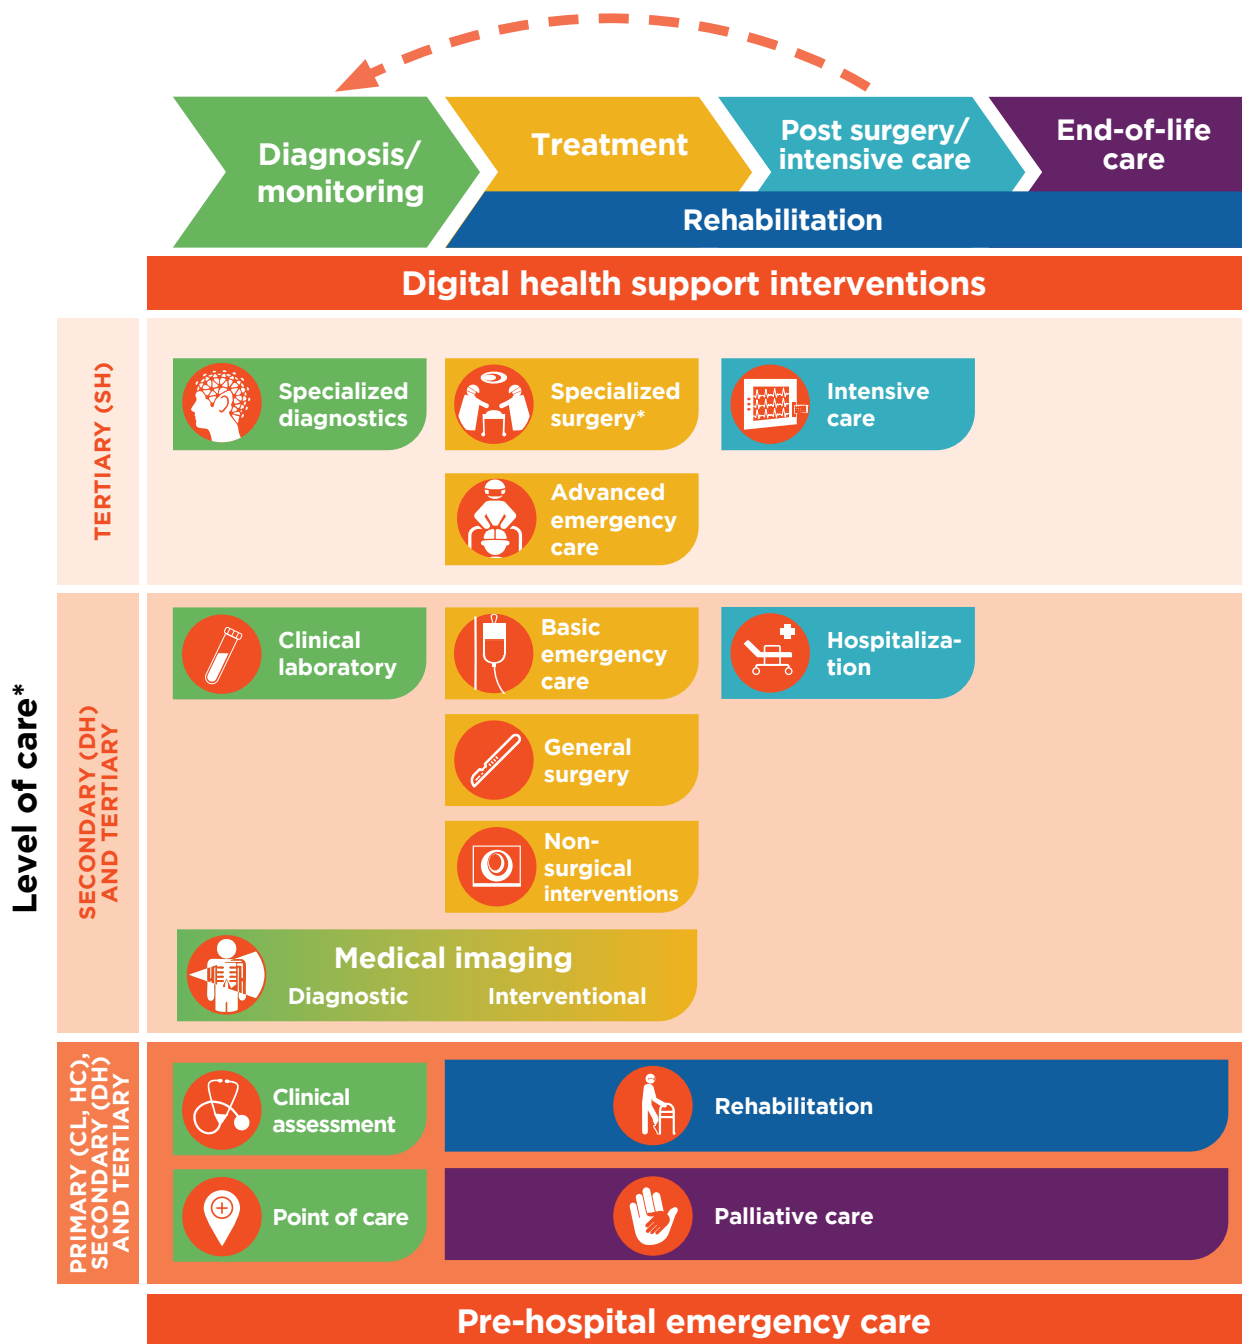 Diagnosis/
monitoring
Treatment
Post surgery/
intensive care
End-of-life
care
Rehabilitation
Digital health support interventions
Level of care*
TERTIARY (SH)
Specialized
diagnostics
Specialized
surgery*
Intensive
care
Advanced
emergency
care
SECONDARY (DH)
AND TERTIARY
Clinical
laboratory
Basic
emergency
care
Hospitaliza-
tion
General
surgery
Non-
surgical
interventions
Medical imaging
Diagnostic
Interventional
PRIMARY (CL, HC),
SECONDARY (DH)
AND TERTIARY
Clinical
assessment
Rehabilitation
Point of care
Palliative care
Pre-hospital emergency care